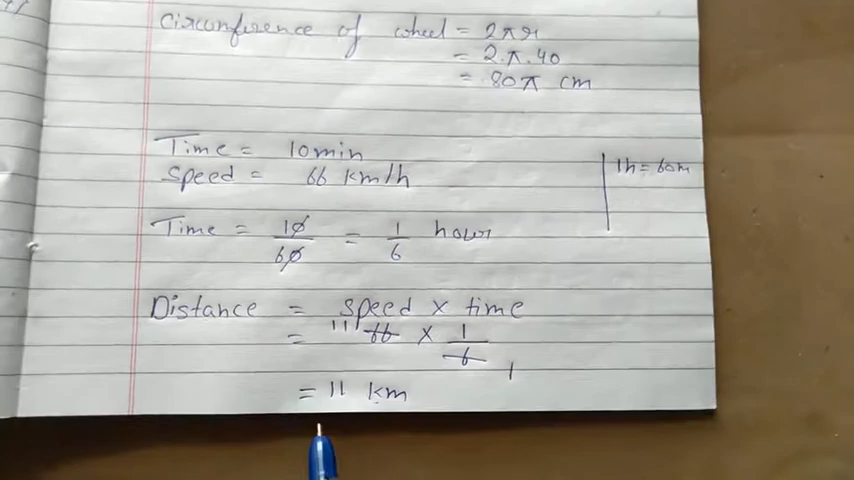 Circunference of wheel = 2πr
= 2.π.40
= 80π cm
Time = 10min
Speed = 66 km/h
1h = 60m
Time = 10/60 = 1/6 hour
Distance = speed × time
= 11 66 × 1/6 1
= 11 km